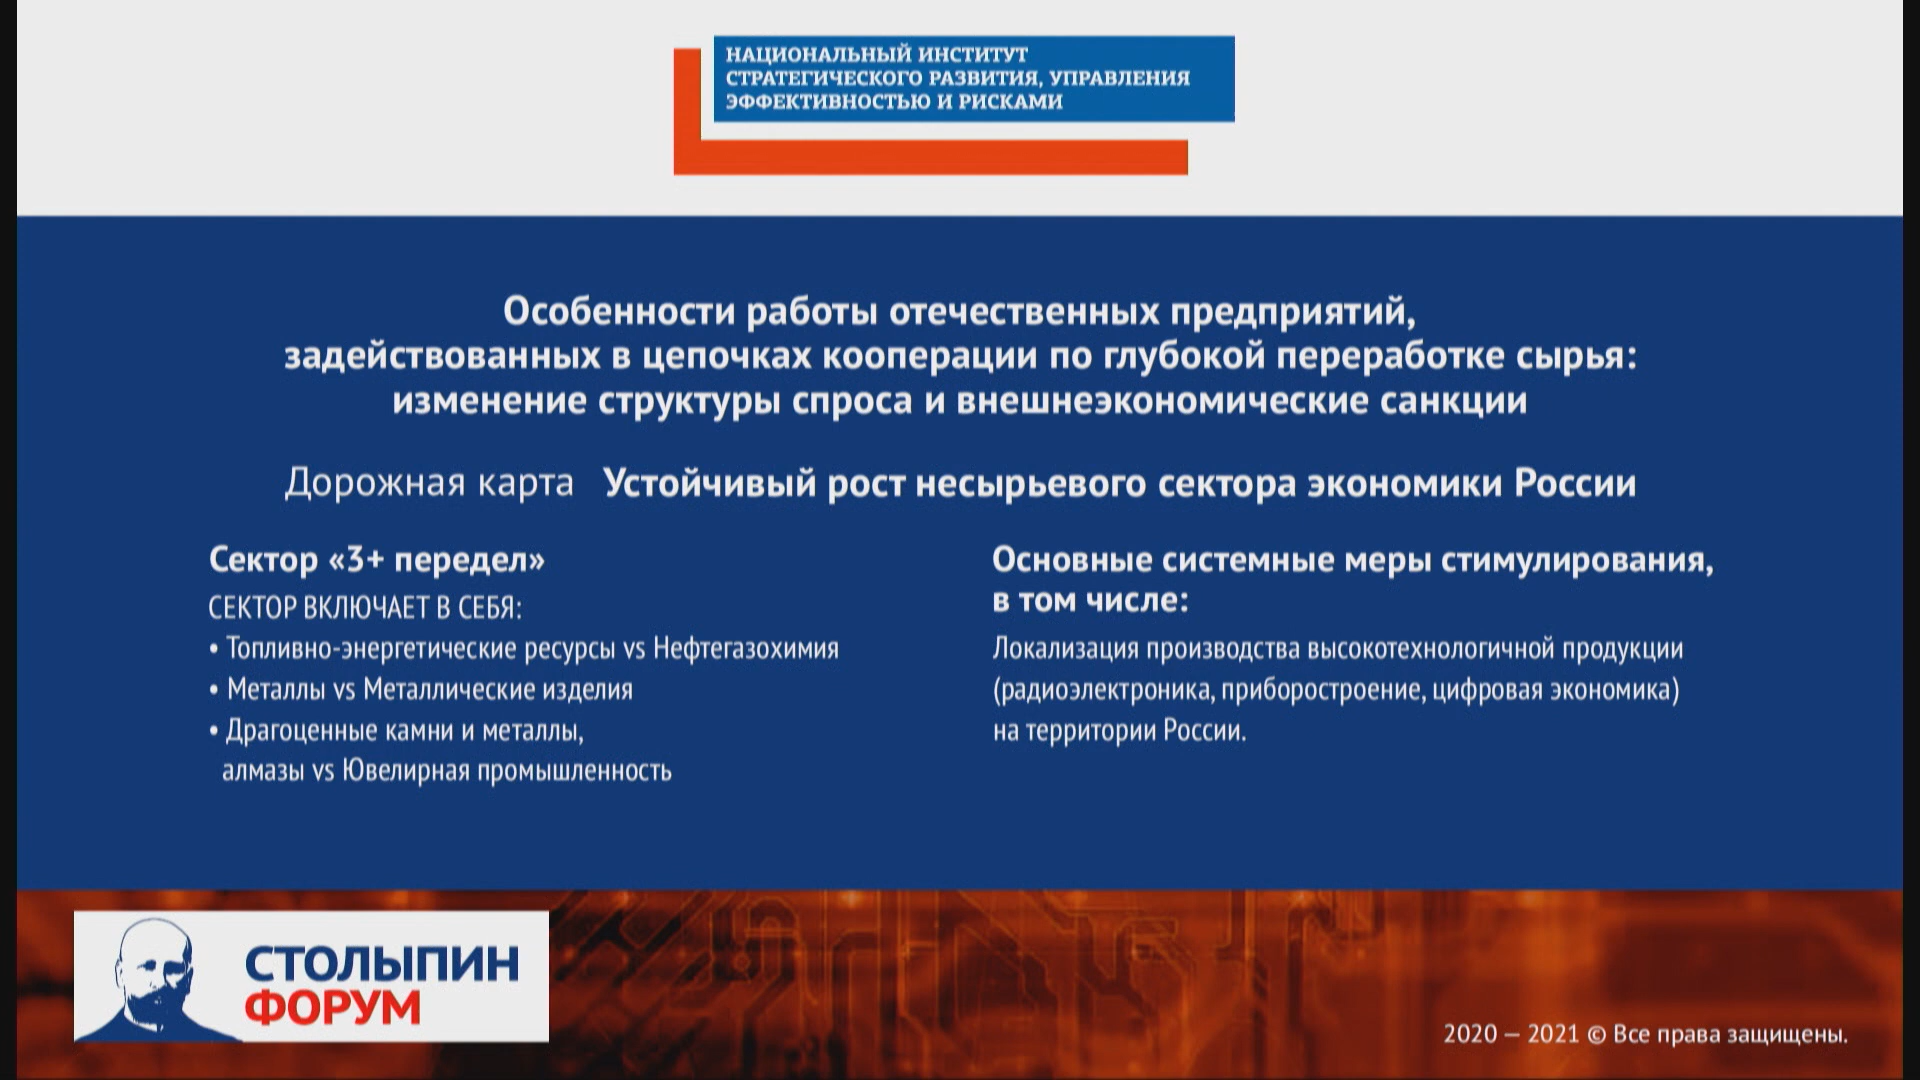 НАЦИОНАЛЬНЫЙ ИНСТИТУТ
СТРАТЕГИЧЕСКОГО РАЗВИТИЯ, УПРАВЛЕНИЯ
ЭФФЕКТИВНОСТЬЮ И РИСКАМИ
Особенности работы отечественных предприятий,
задействованных в цепочках кооперации по глубокой переработке сырья:
изменение структуры спроса и внешнеэкономические санкции
Дорожная карта Устойчивый рост несырьевого сектора экономики России
Сектор «3+ передел»
СЕКТОР ВКЛЮЧАЕТ В СЕБЯ:
• Топливно-энергетические ресурсы vs Нефтегазохимия
• Металлы vs Металлические изделия
• Драгоценные камни и металлы,
алмазы vs Ювелирная промышленность
Основные системные меры стимулирования,
в том числе:
Локализация производства высокотехнологичной продукции
(радиоэлектроника, приборостроение, цифровая экономика)
на территории России.
СТОЛЫПИН
ФОРУМ
2020 — 2021 © Все права защищены.